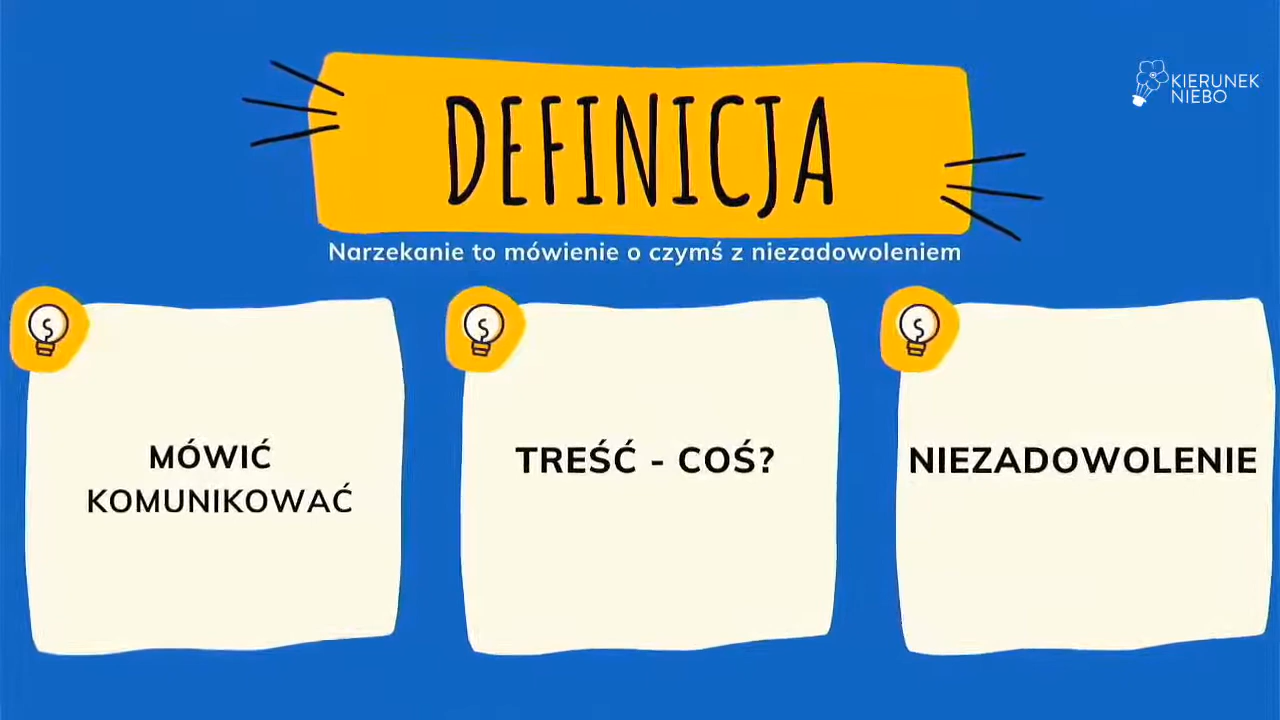 DEFINICJA
KIERUNEK
NIEBO
Narzekanie to mówienie o czymś z niezadowoleniem
MÓWIĆ
KOMUNIKOWAĆ
TREŚĆ - COŚ?
NIEZADOWOLENIE